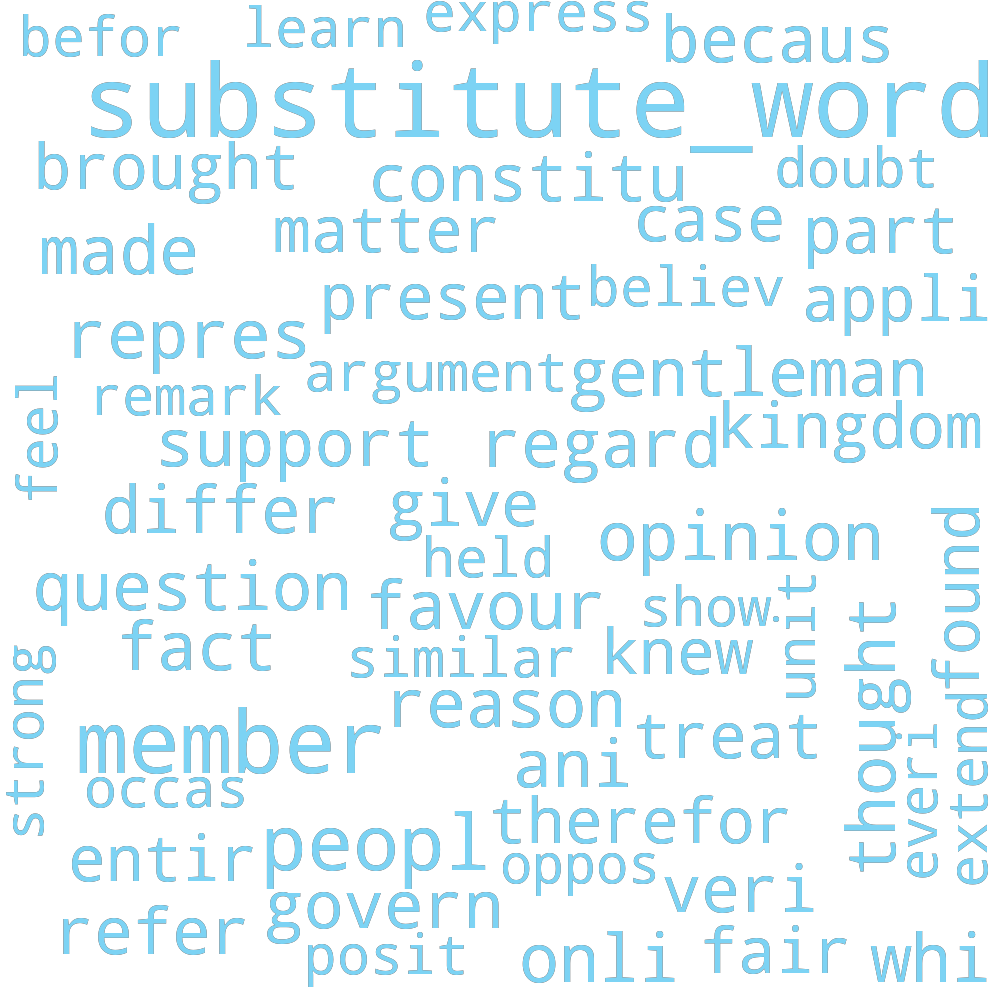 befor learn express becaus
substitute_word
brought constitu doubt
made matter case part
present believ appli
repres argument gentleman
feel remark kingdom
support regard
differ give opinion found
question held unit
favour show thought
fact similar knew
strong reason extend
member treat everi
occas ani
therefor
entir peopl oppos veri
refer govern
posit onli fair whi